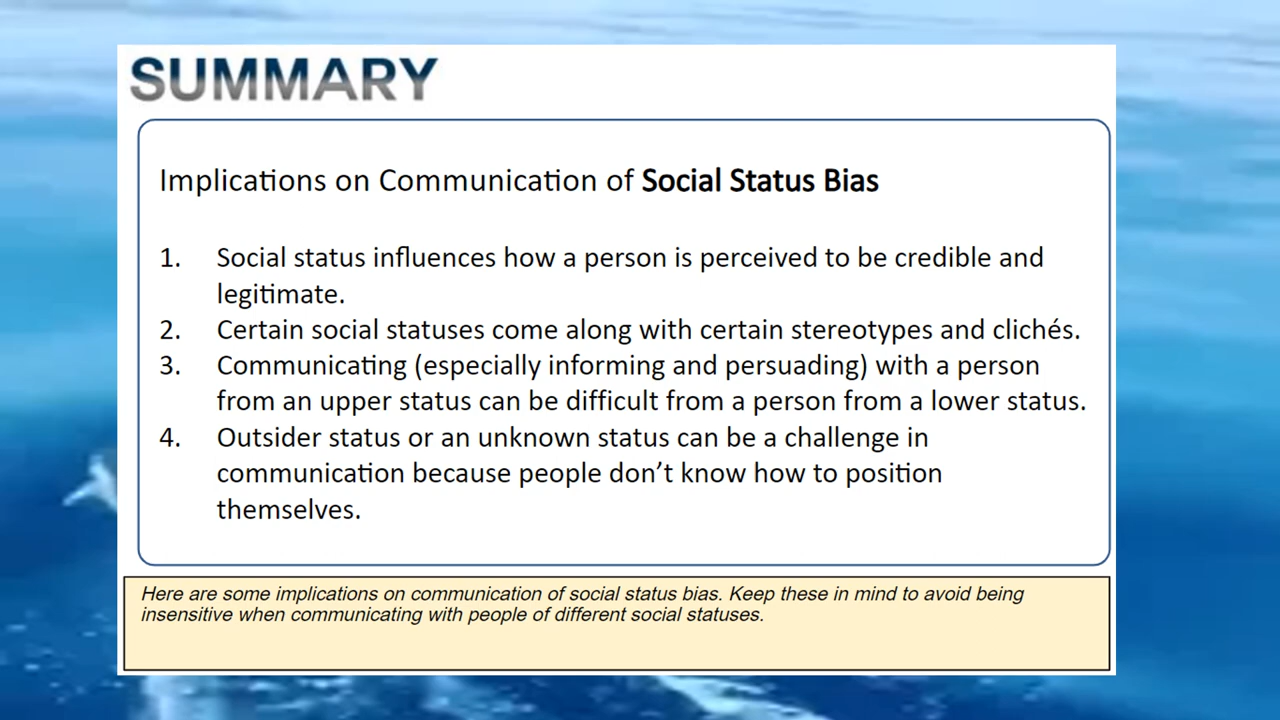 SUMMARY
Implications on Communication of Social Status Bias
1. Social status influences how a person is perceived to be credible and
legitimate.
2. Certain social statuses come along with certain stereotypes and clichés.
3. Communicating (especially informing and persuading) with a person
from an upper status can be difficult from a person from a lower status.
4. Outsider status or an unknown status can be a challenge in
communication because people don’t know how to position
themselves.
Here are some implications on communication of social status bias. Keep these in mind to avoid being
insensitive when communicating with people of different social statuses.